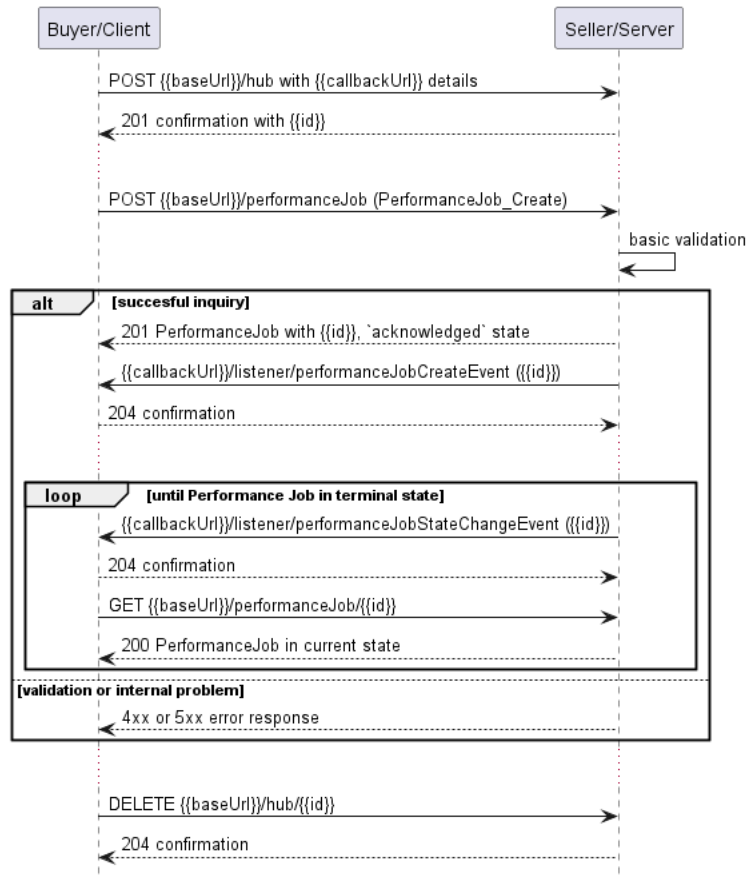 Buyer/Client
Seller/Server
POST {{baseUrl}}/hub with {{callbackUrl}} details
201 confirmation with {{id}}
POST {{baseUrl}}/performanceJob (PerformanceJob_Create)
basic validation
alt
[succesful inquiry]
201 PerformanceJob with {{id}}, `acknowledged` state
{{callbackUrl}}/listener/performanceJobCreateEvent ({{id}})
204 confirmation
loop
[until Performance Job in terminal state]
{{callbackUrl}}/listener/performanceJobStateChangeEvent ({{id}})
204 confirmation
GET {{baseUrl}}/performanceJob/{{id}}
200 PerformanceJob in current state
[validation or internal problem]
4xx or 5xx error response
DELETE {{baseUrl}}/hub/{{id}}
204 confirmation